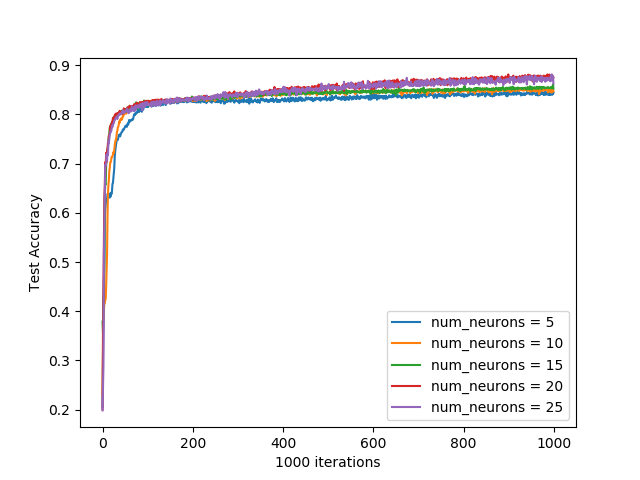 0.9
0.8
0.7
0.6
0.5
0.4
0.3
0.2
Test Accuracy
num_neurons = 5
num_neurons = 10
num_neurons = 15
num_neurons = 20
num_neurons = 25
0 200 400 600 800 1000
1000 iterations